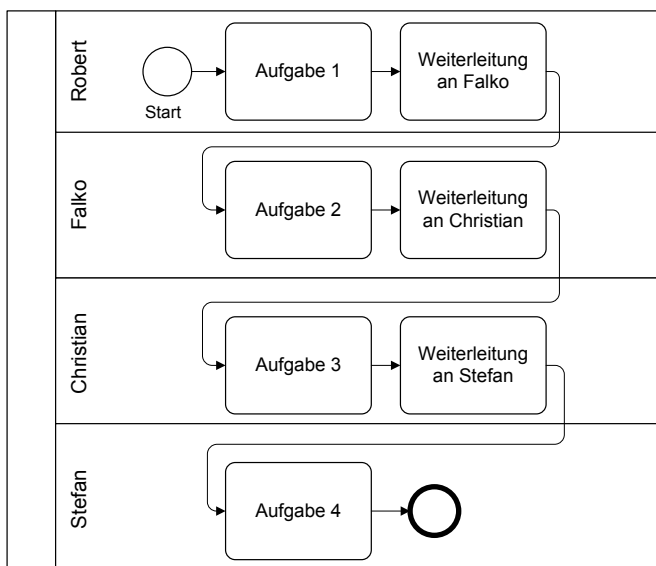 Robert
Start
Aufgabe 1
Weiterleitung
an Falko
Falko
Aufgabe 2
Weiterleitung
an Christian
Christian
Aufgabe 3
Weiterleitung
an Stefan
Stefan
Aufgabe 4